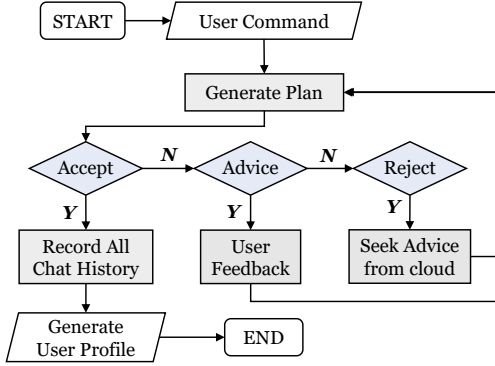 START
User Command
Generate Plan
Accept
N
Advice
N
Reject
Y
Y
Y
Record All
Chat History
User
Feedback
Seek Advice
from cloud
Generate
User Profile
END